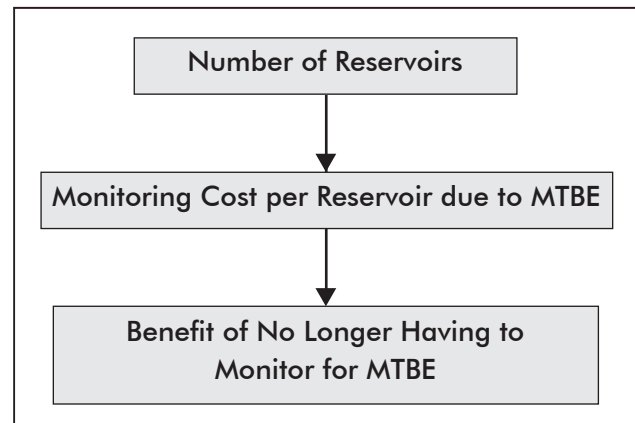 Number of Reservoirs
Monitoring Cost per Reservoir due to MTBE
Benefit of No Longer Having to
Monitor for MTBE